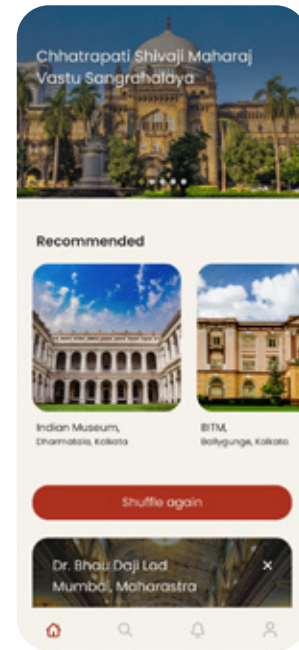 Chhatrapati Shivaji Maharaj
Vastu Sangrahalaya
Recommended
Indian Museum,
Dharmatala, Kolkata
BITM,
Ballygunge, Kolkata
Shuffle again
Dr. Bhau Daji Lad
Mumbai, Maharastra